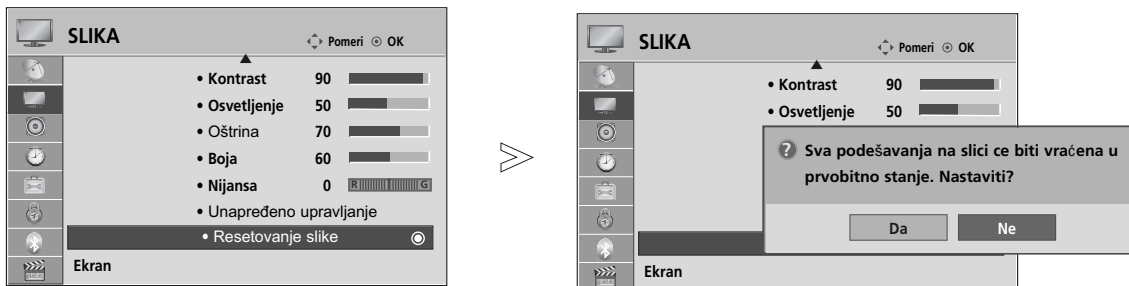 SLIKA
Pomeri OK
• Kontrast 90
• Osvetljenje 50
• Oštrina 70
• Boja 60
• Nijansa 0 R G
• Unapređeno upravljanje
• Resetovanje slike
Ekran
SLIKA
Pomeri OK
• Kontrast 90
• Osvetljenje 50
? Sva podešavanja na slici ce biti vraćena u
prvobitno stanje. Nastaviti?
Da Ne
Ekran